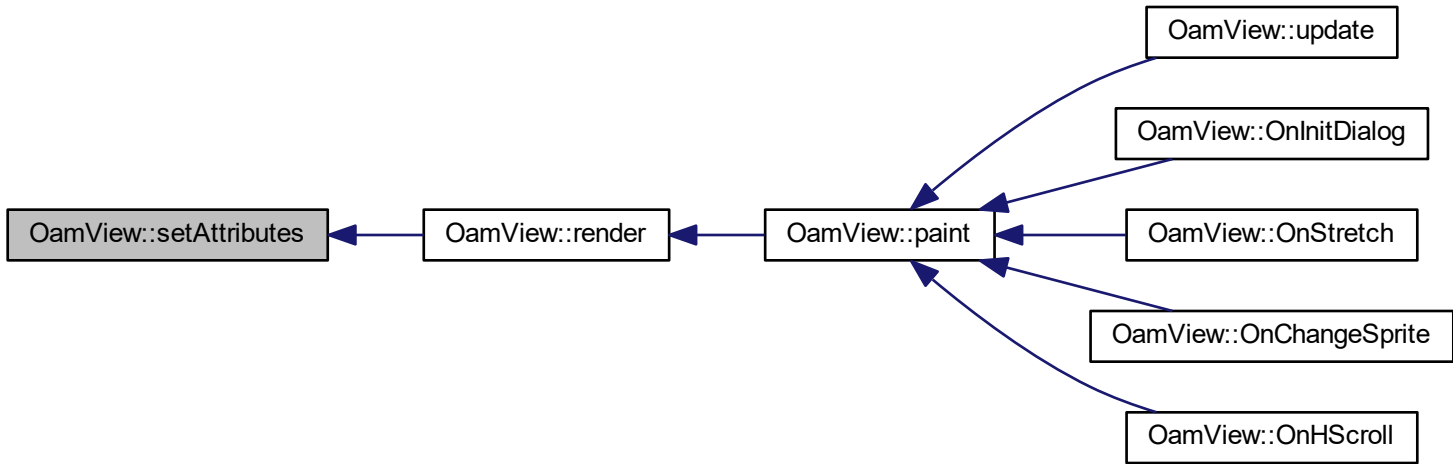 OamView::setAttributes
OamView::render
OamView::paint
OamView::update
OamView::OnInitDialog
OamView::OnStretch
OamView::OnChangeSprite
OamView::OnHScroll